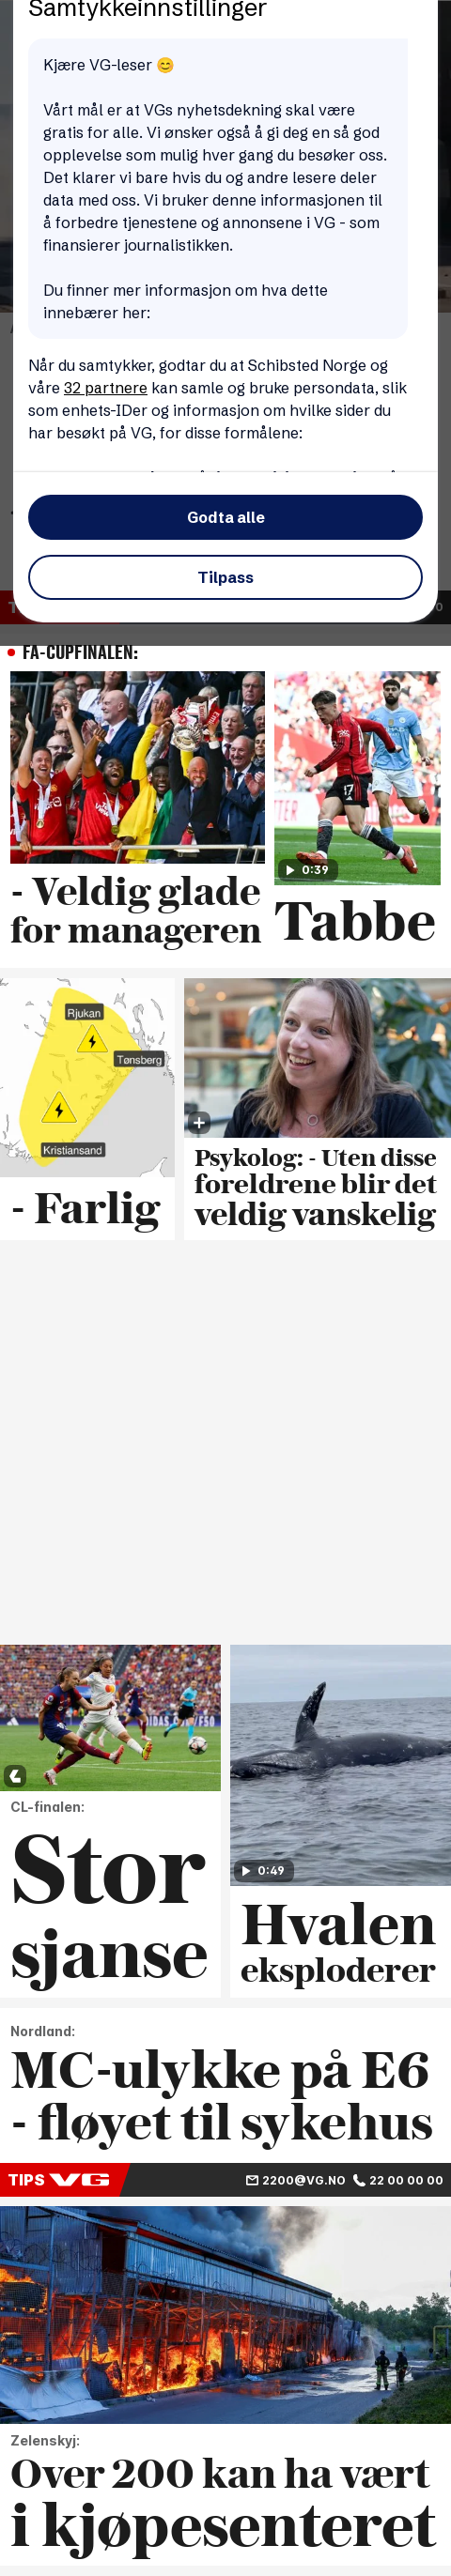 Samtykkeinnstillinger
Kjære VG-leser 😊
Vårt mål er at VGs nyhetsdekning skal være
gratis for alle. Vi ønsker også å gi deg en så god
opplevelse som mulig hver gang du besøker oss.
Det klarer vi bare hvis du og andre lesere deler
data med oss. Vi bruker denne informasjonen til
å forbedre tjenestene og annonsene i VG - som
finansierer journalistikken.
Du finner mer informasjon om hva dette
innebærer her:
Når du samtykker, godtar du at Schibsted Norge og
våre 32 partnere kan samle og bruke persondata, slik
som enhets-IDer og informasjon om hvilke sider du
har besøkt på VG, for disse formålene:
Godta alle
Tilpass
FA-CUPFINALEN:
17
0:39
- Veldig glade
for manageren
Tabbe
Rjukan
Tønsberg
Kristiansand
- Farlig
Psykolog: - Uten disse
foreldrene blir det
veldig vanskelig
CL-finalen:
Stor
sjanse
0:49
Hvalen
eksploderer
Nordland:
MC-ulykke på E6
- fløyet til sykehus
TIPS VG 2200@VG.NO 22 00 00 00
Zelenskyj:
Over 200 kan ha vært
i kjøpesenteret